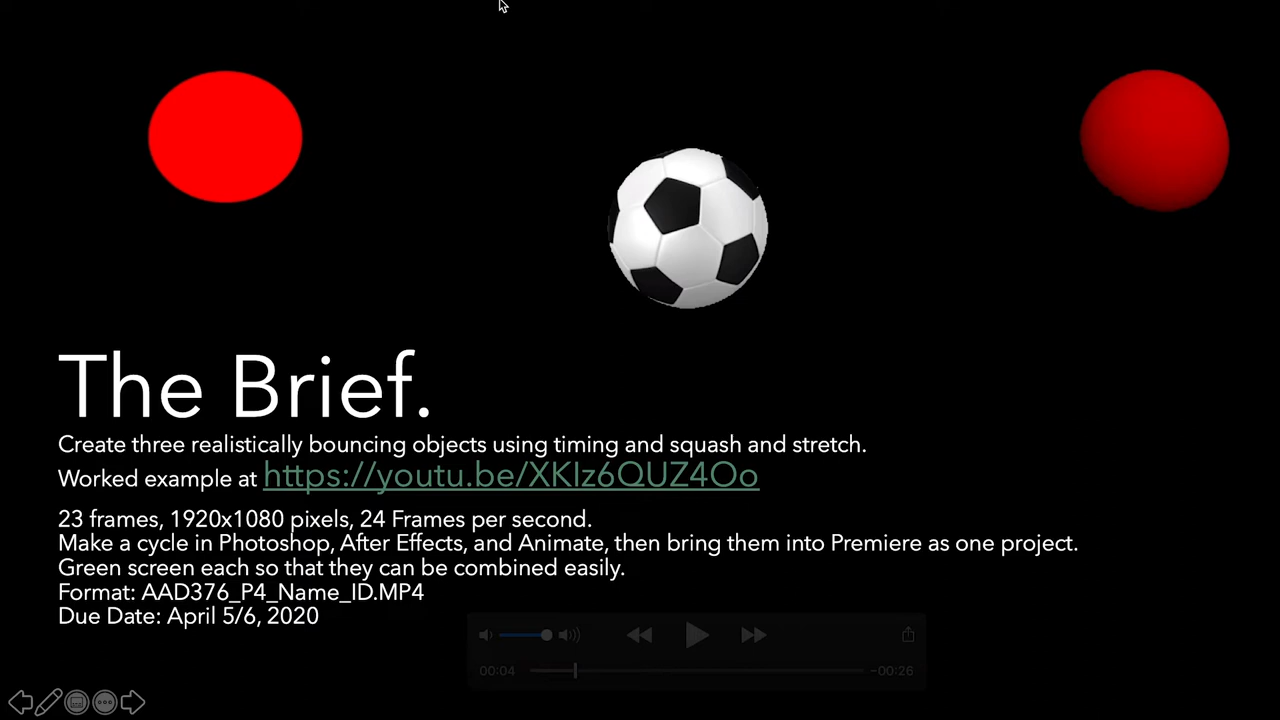 The Brief.
Create three realistically bouncing objects using timing and squash and stretch.
Worked example at https://youtu.be/XKIz6QUZ4Oo
23 frames, 1920x1080 pixels, 24 Frames per second.
Make a cycle in Photoshop, After Effects, and Animate, then bring them into Premiere as one project.
Green screen each so that they can be combined easily.
Format: AAD376_P4_Name_ID.MP4
Due Date: April 5/6, 2020
00:04 -00:26